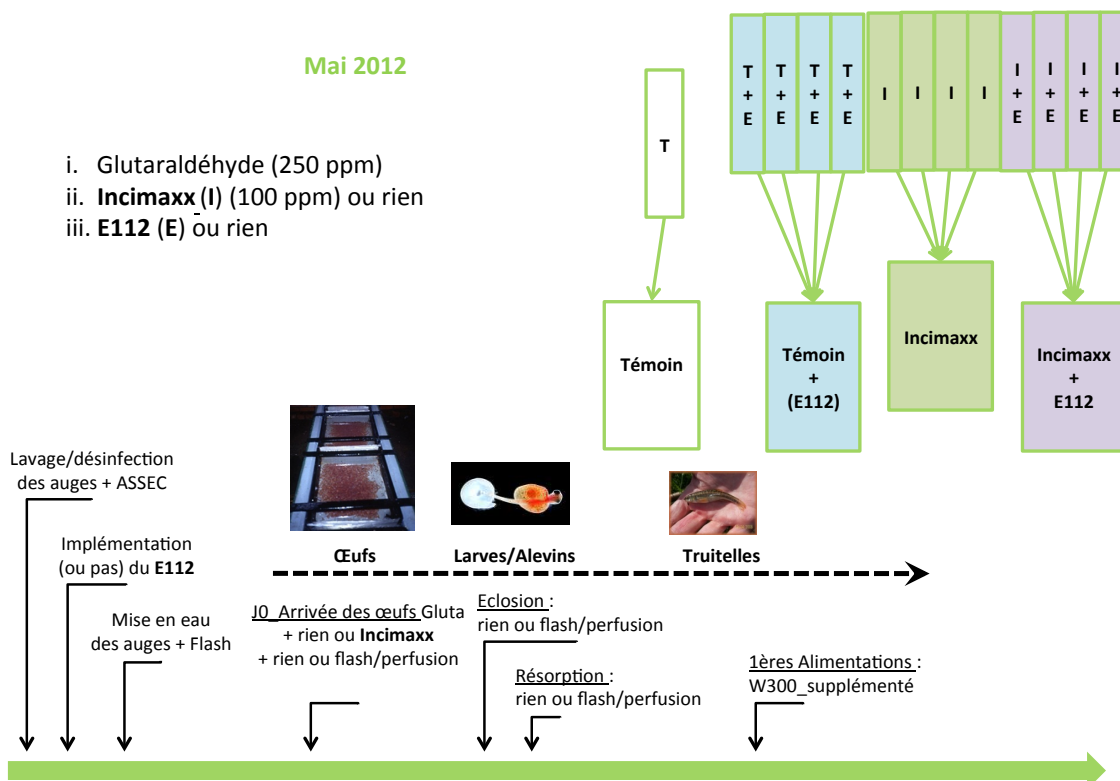 Mai 2012
i. Glutaraldéhyde (250 ppm)
ii. Incimaxx (I) (100 ppm) ou rien
iii. E112 (E) ou rien
T
T
+
E
T
+
E
T
+
E
T
+
E
I
I
I
I
I
+
E
I
+
E
I
+
E
I
+
E
Témoin
Témoin
+
(E112)
Incimaxx
Incimaxx
+
E112
Lavage/désinfection
des auges + ASSEC
Implémentation
(ou pas) du E112
Mise en eau
des auges + Flash
Œufs
Larves/Alevins
Truitelles
J0_Arrivée des œufs Gluta
+ rien ou Incimaxx
+ rien ou flash/perfusion
Eclosion :
rien ou flash/perfusion
Résorption :
rien ou flash/perfusion
1ères Alimentations :
W300_supplémenté